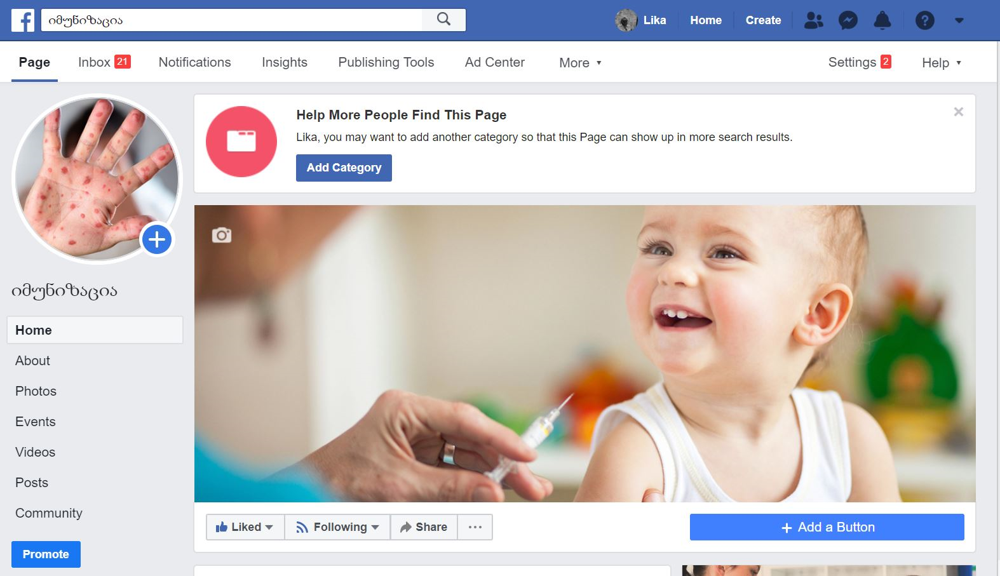 იმუნიზაცია
Lika Home Create
Page Inbox 21 Notifications Insights Publishing Tools Ad Center More Settings 2 Help
Help More People Find This Page
Lika, you may want to add another category so that this Page can show up in more search results.
Add Category
იმუნიზაცია
Home
About
Photos
Events
Videos
Posts
Community
Promote
Liked Following Share ... + Add a Button